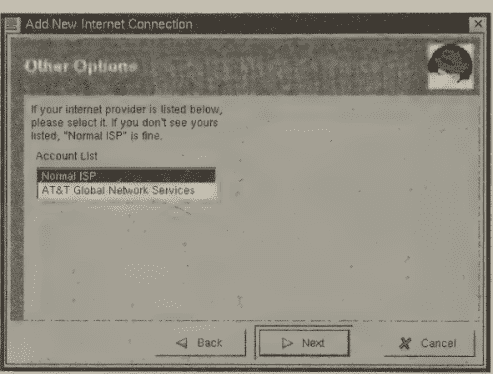 Add New Internet Connection
Other Options
If your internet provider is listed below,
please select it. If you don't see yours
listed, "Normal ISP" is fine.
Account List
Normal ISP
AT&T Global Network Services
Back
Next
Cancel